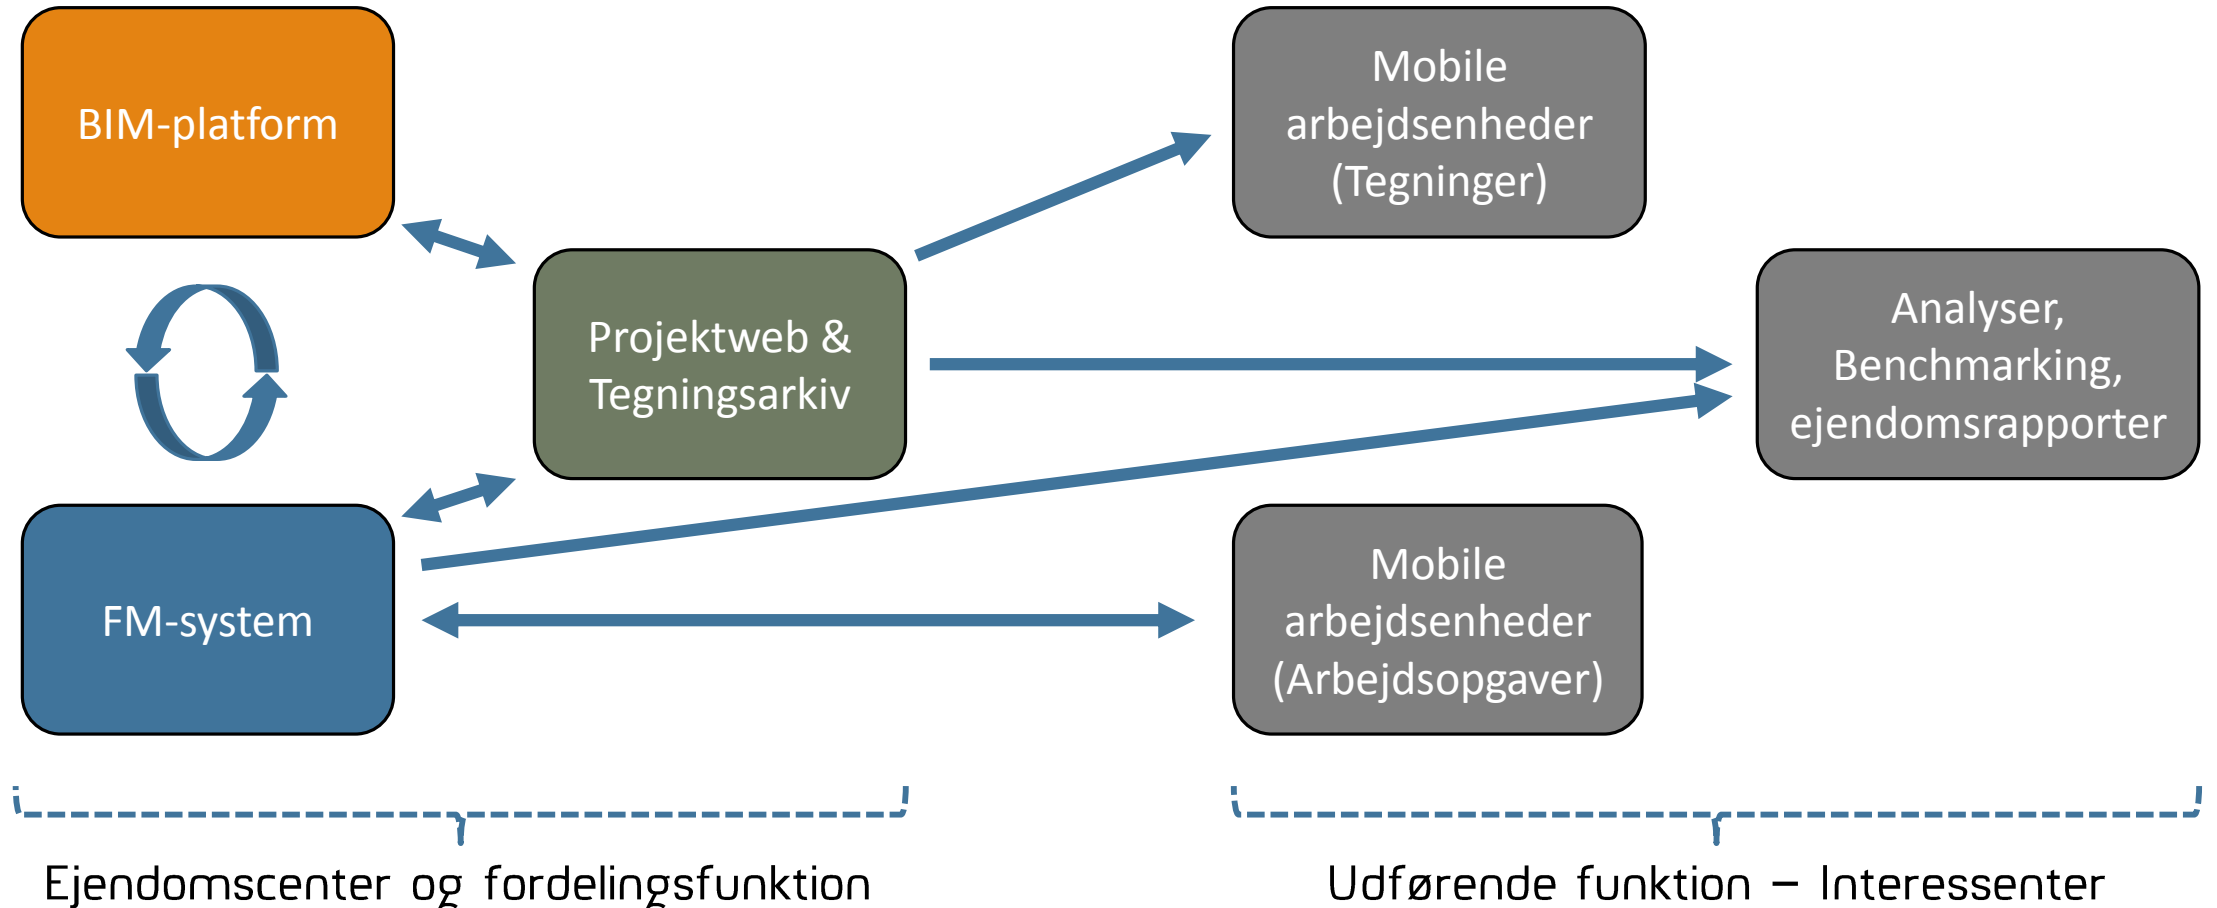 BIM-platform
Mobile
arbejdsenheder
(Tegninger)
Projektweb &
Tegningsarkiv
Analyser,
Benchmarking,
ejendomsrapporter
FM-system
Mobile
arbejdsenheder
(Arbejdsopgaver)
Ejendomscenter og fordelingsfunktion
Udførende funktion – Interessenter